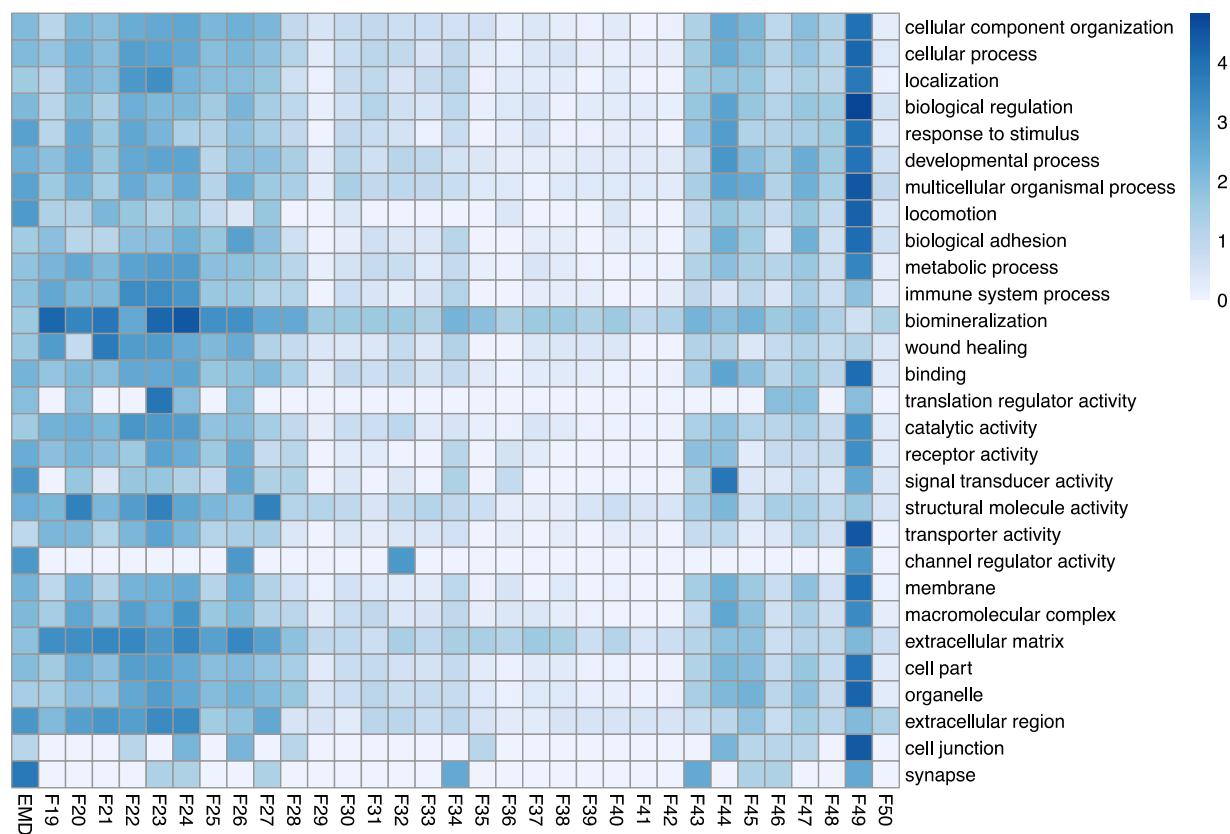 cellular component organization
cellular process
localization
biological regulation
response to stimulus
developmental process
multicellular organismal process
locomotion
biological adhesion
metabolic process
immune system process
biomineralization
wound healing
binding
translation regulator activity
catalytic activity
receptor activity
signal transducer activity
structural molecule activity
transporter activity
channel regulator activity
membrane
macromolecular complex
extracellular matrix
cell part
organelle
extracellular region
cell junction
synapse
4
3
2
1
0
EMD F19 F20 F21 F22 F23 F24 F25 F26 F27 F28 F29 F30 F31 F32 F33 F34 F35 F36 F37 F38 F39 F40 F41 F42 F43 F44 F45 F46 F47 F48 F49 F50